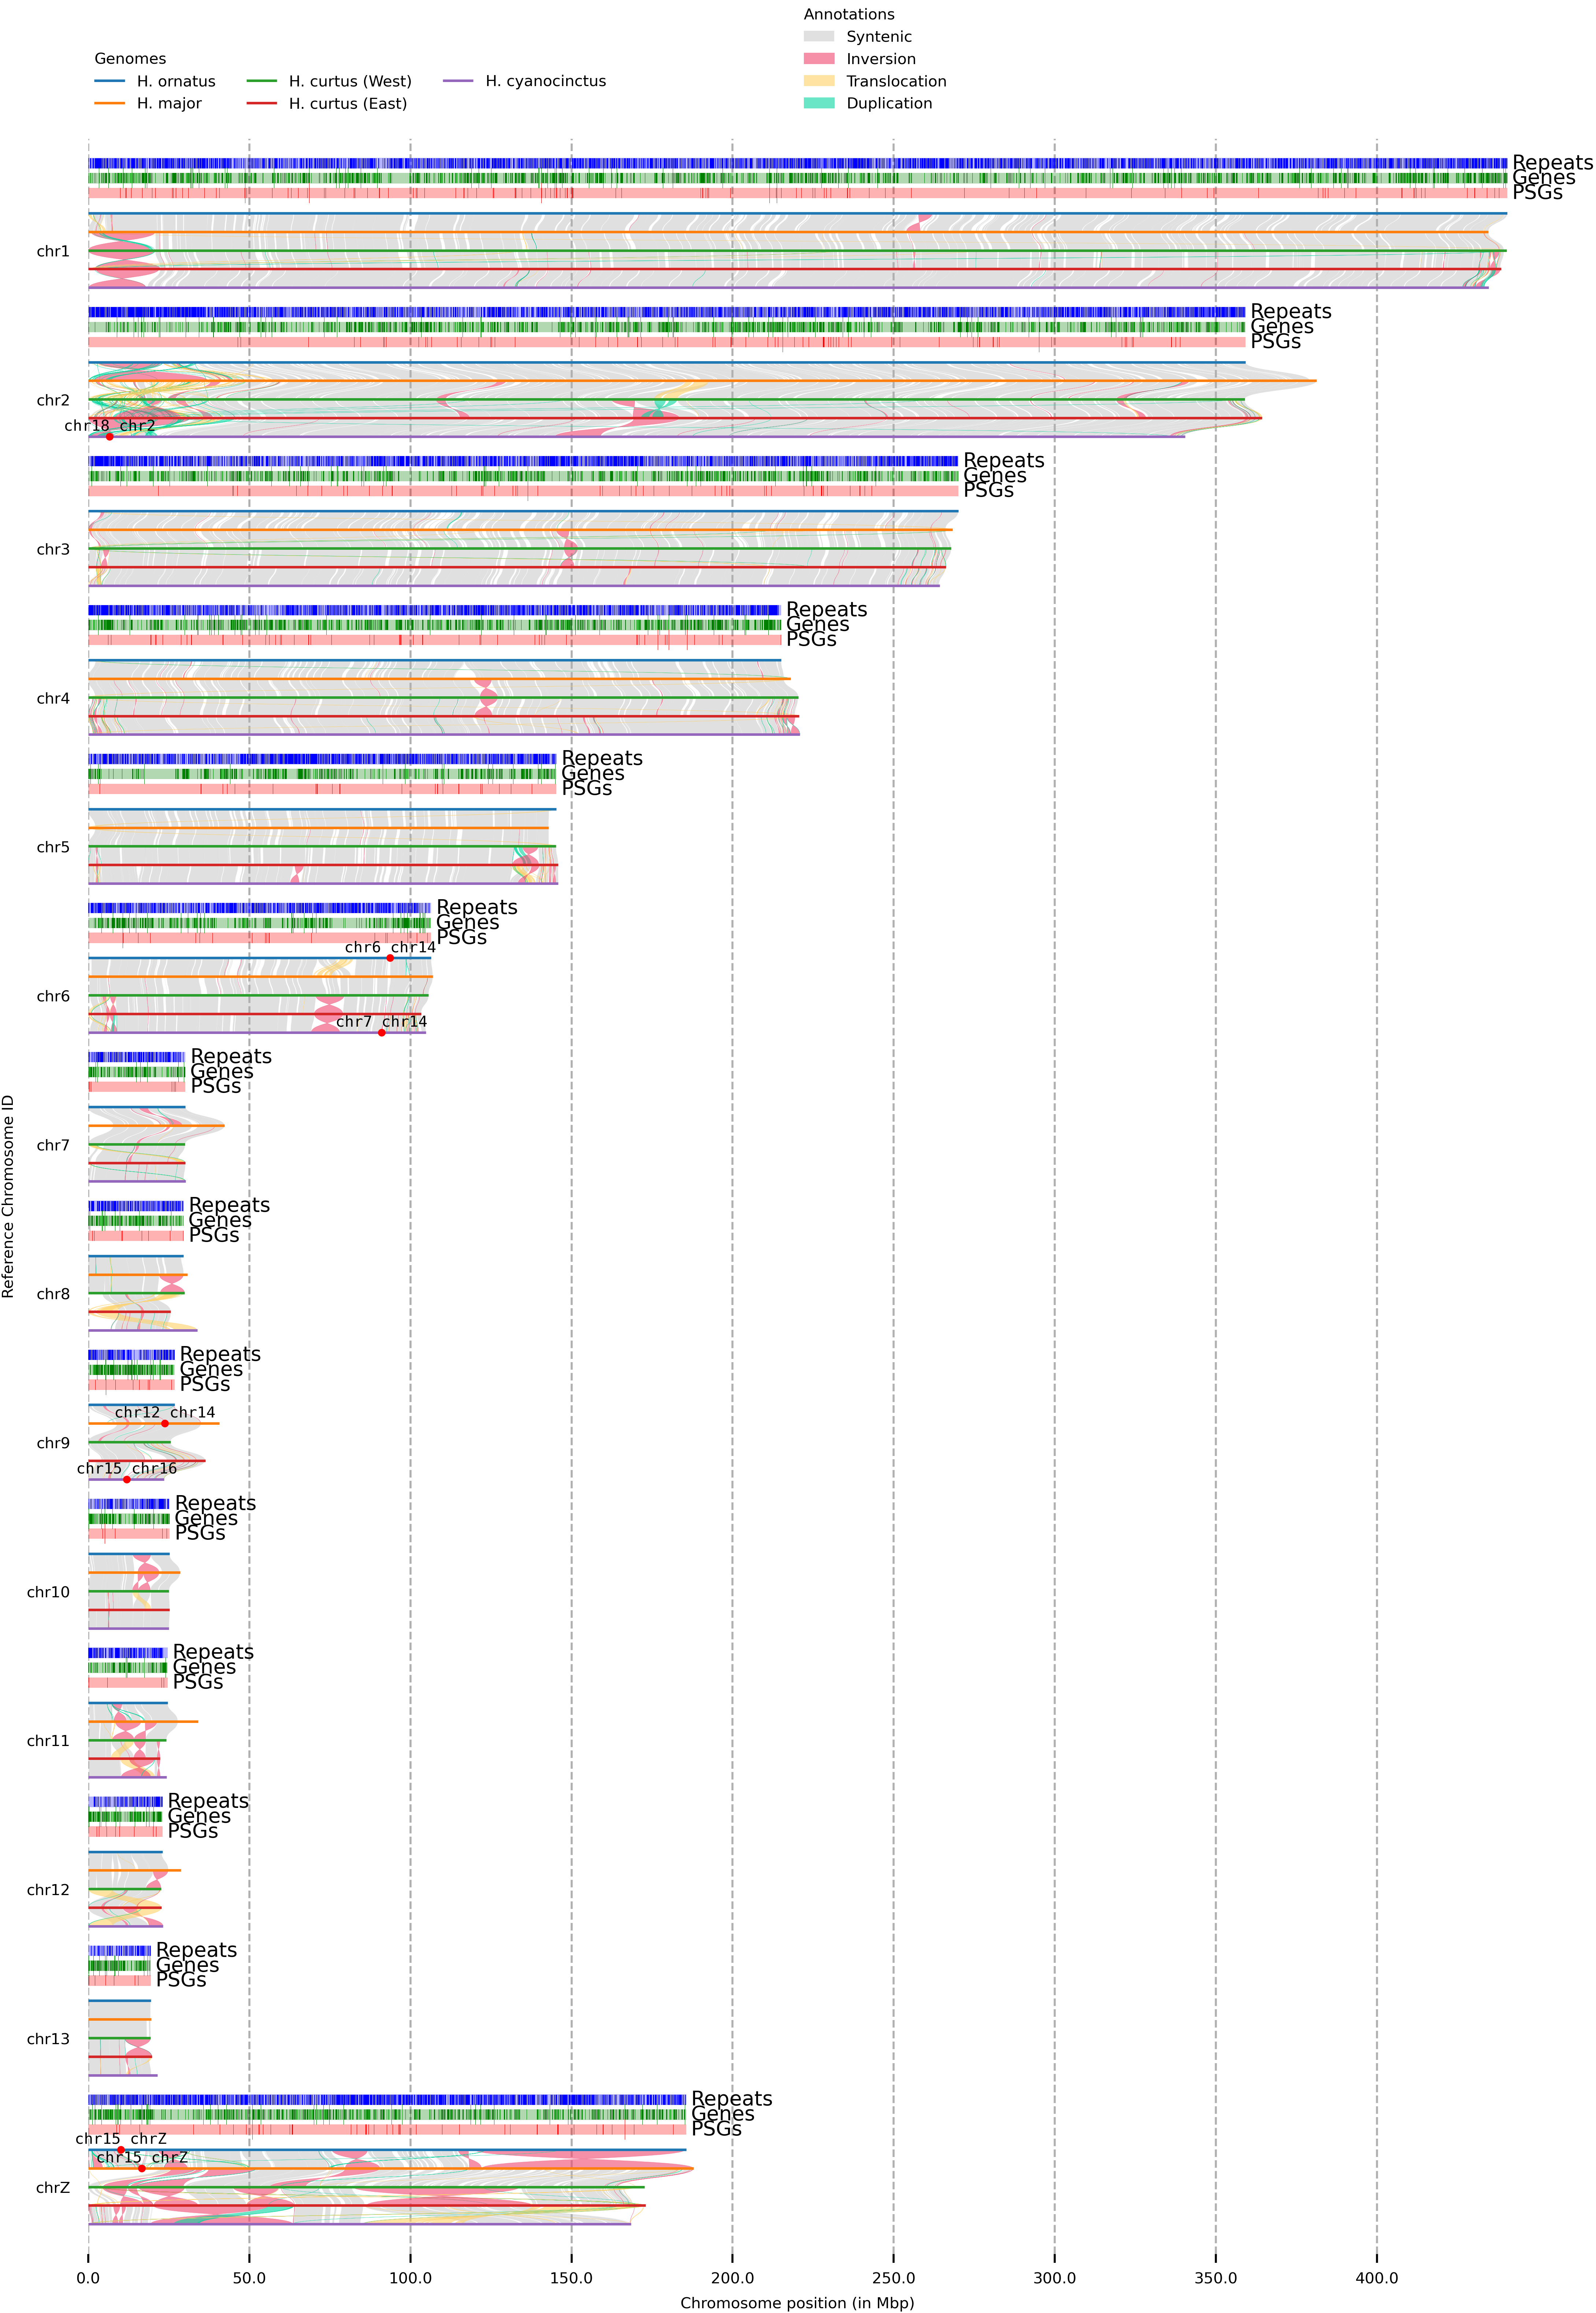 Annotations
Syntenic
Inversion
Translocation
Duplication
Genomes
H. ornatus
H. curtus (West)
H. cyanocinctus
H. major
H. curtus (East)
Repeats
Genes
PSGs
chr1
Repeats
Genes
PSGs
chr2
chr18 chr2
Repeats
Genes
PSGs
chr3
Repeats
Genes
PSGs
chr4
Repeats
Genes
PSGs
chr5
Repeats
Genes
PSGs
chr6 chr14
chr6
chr7 chr14
Repeats
Genes
PSGs
chr7
Repeats
Genes
PSGs
chr8
Repeats
Genes
PSGs
chr12 chr14
chr9
chr15 chr16
Repeats
Genes
PSGs
chr10
Repeats
Genes
PSGs
chr11
Repeats
Genes
PSGs
chr12
Repeats
Genes
PSGs
chr13
Repeats
Genes
PSGs
chr15 chrZ
chr15 chrZ
chrZ
Reference Chromosome ID
0.0 50.0 100.0 150.0 200.0 250.0 300.0 350.0 400.0
Chromosome position (in Mbp)